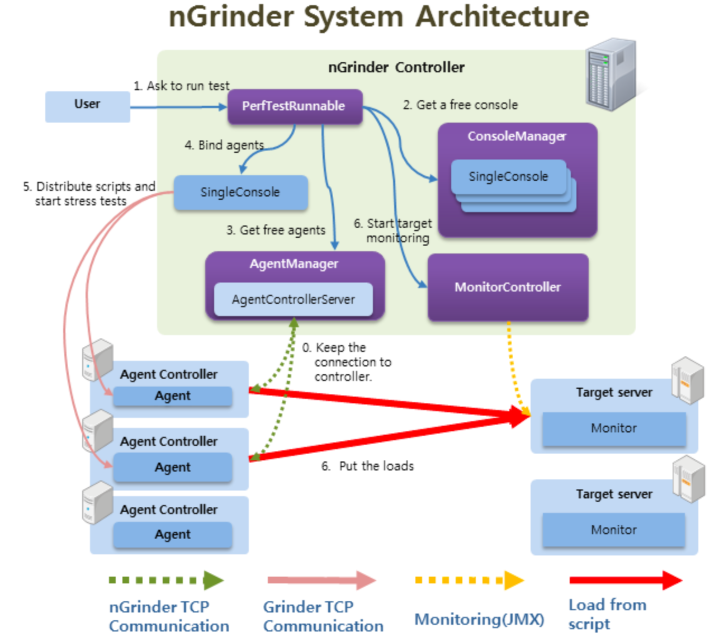 nGrinder System Architecture
nGrinder Controller
1. Ask to run test
User
PerfTestRunnable
2. Get a free console
ConsoleManager
SingleConsole
4. Bind agents
5. Distribute scripts and
start stress tests
SingleConsole
3. Get free agents
6. Start target
monitoring
AgentManager
AgentControllerServer
MonitorController
0. Keep the
connection to
controller.
Agent Controller
Agent
Agent Controller
Agent
Agent Controller
Agent
6.  Put the loads
Target server
Monitor
Target server
Monitor
nGrinder TCP
Communication
Grinder TCP
Communication
Monitoring(JMX)
Load from
script